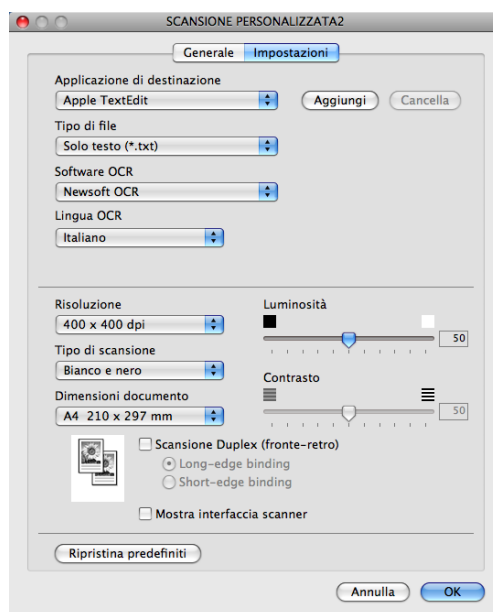 SCANSIONE PERSONALIZZATA2
Generale Impostazioni
Applicazione di destinazione
Apple TextEdit Aggiungi Cancella
Tipo di file
Solo testo (*.txt)
Software OCR
Newsoft OCR
Lingua OCR
Italiano
Risoluzione
400 x 400 dpi
Tipo di scansione
Bianco e nero
Dimensioni documento
A4 210 x 297 mm
Luminosità
50
Contrasto
50
Scansione Duplex (fronte-retro)
Long-edge binding
Short-edge binding
Mostra interfaccia scanner
Ripristina predefiniti
Annulla OK